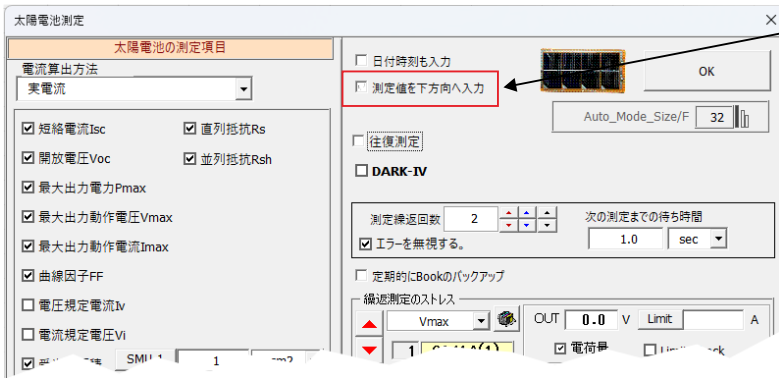 太陽電池測定
太陽電池の測定項目
電流算出方法
実電流
短絡電流Isc
直列抵抗Rs
開放電圧Voc
並列抵抗Rsh
最大出力電力Pmax
最大出力動作電圧Vmax
最大出力動作電流Imax
曲線因子FF
電圧規定電流Iv
電流規定電圧Vi
SMU 1
1
cm2
日付時刻も入力
測定値を下方向へ入力
OK
Auto_Mode_Size/F 32
往復測定
DARK-IV
測定繰返回数 2
次の測定までの待ち時間
エラーを無視する。
1.0 sec
定期的にBookのバックアップ
繰返測定のストレス
Vmax
OUT 0.0 V Limit A
1
電荷量